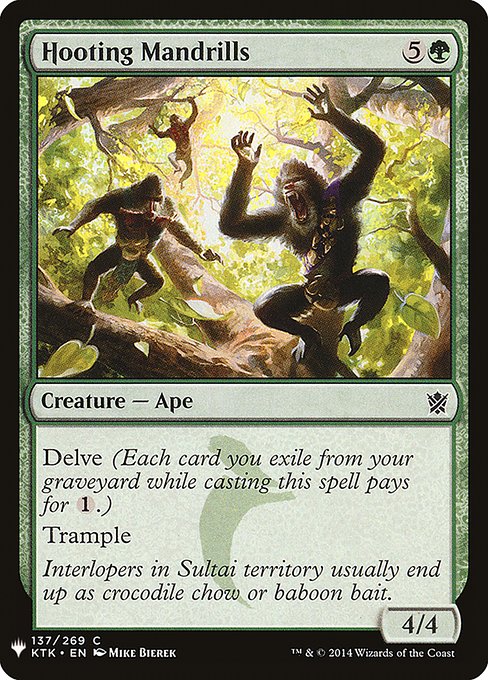 Hooting Mandrills 5
Creature — Ape
Delve (Each card you exile from your
graveyard while casting this spell pays
for 1.)
Trample
Interlopers in Sultai territory usually end
up as crocodile chow or baboon bait.
4/4
137/269 C
KTK • EN Mike Bierek
™ & © 2014 Wizards of the Coast